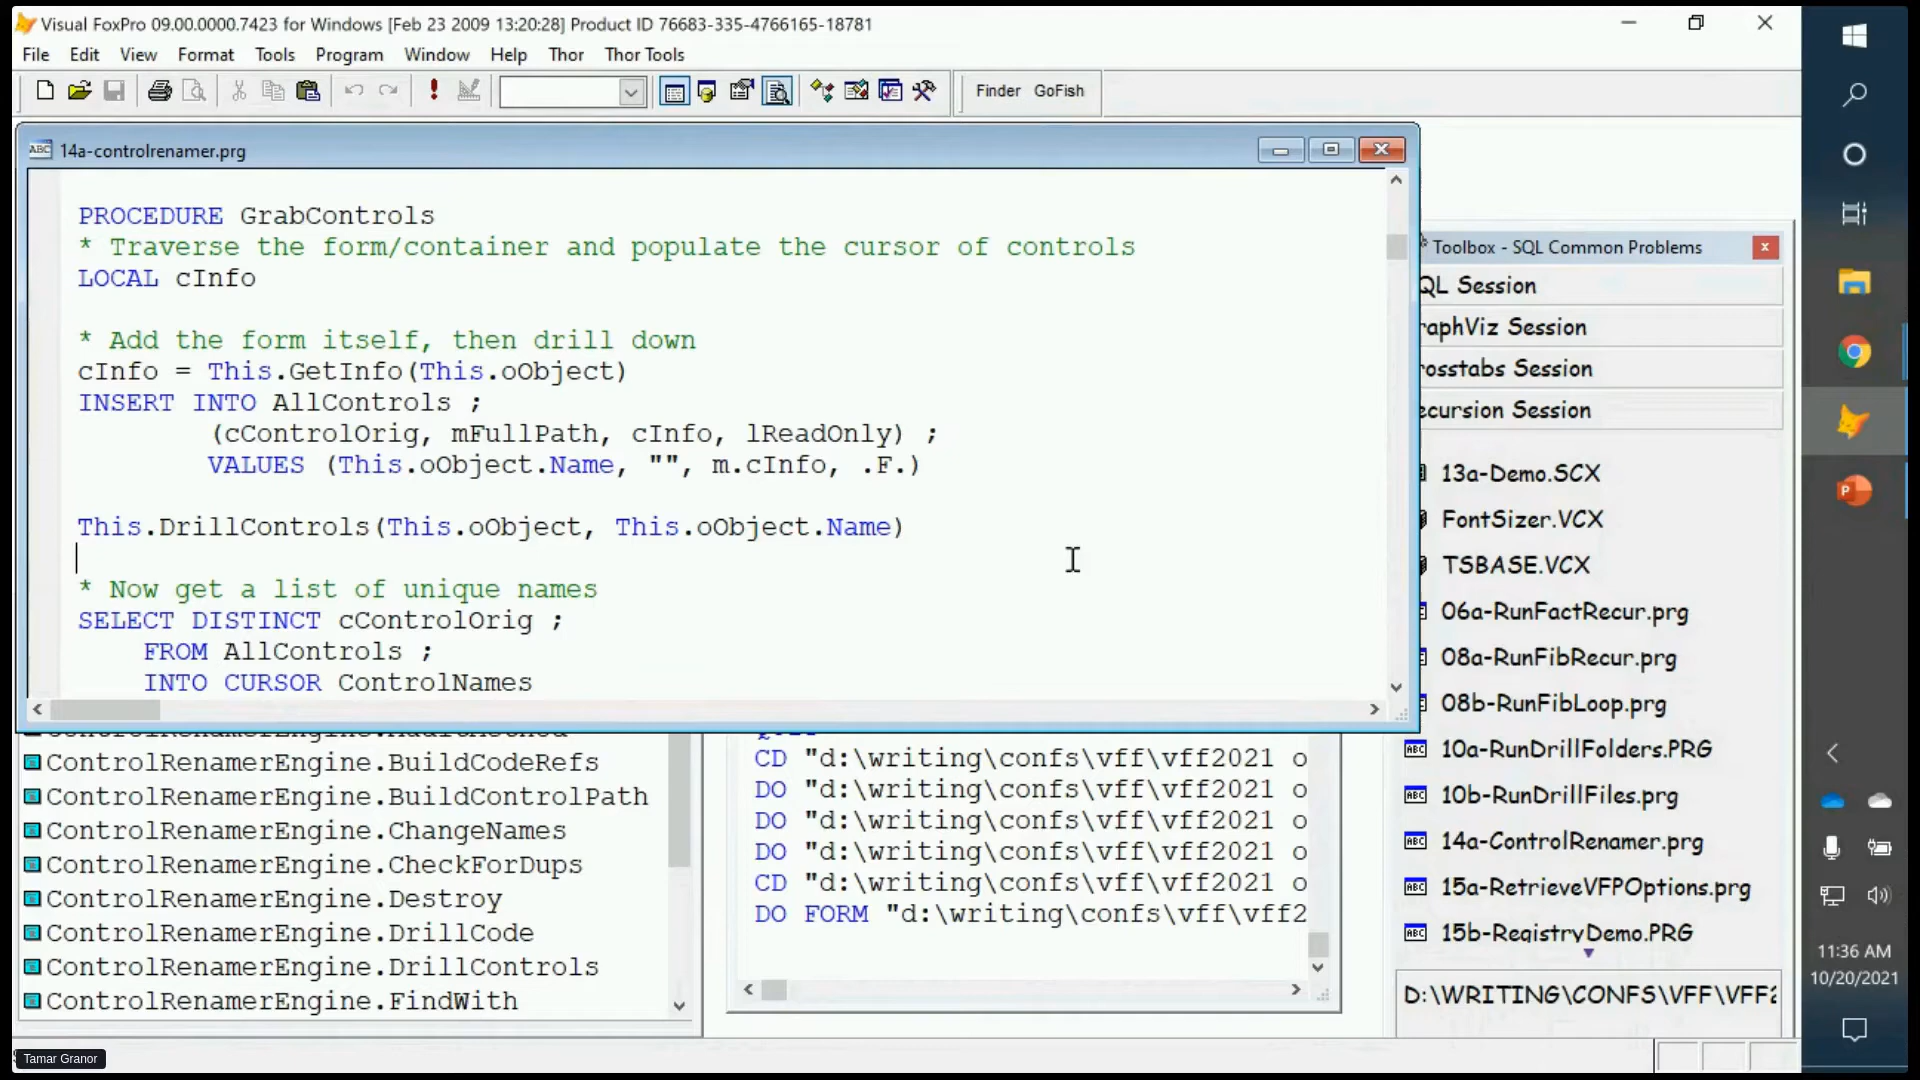 Visual FoxPro 09.00.0000.7423 for Windows [Feb 23 2009 13:20:28] Product ID 76683-335-4766165-18781
File Edit View Format Tools Program Window Help Thor Thor Tools
Finder GoFish
14a-controlrenamer.prg
PROCEDURE GrabControls
* Traverse the form/container and populate the cursor of controls
LOCAL cInfo
* Add the form itself, then drill down
cInfo = This.GetInfo(This.oObject)
INSERT INTO AllControls ;
(cControlOrig, mFullPath, cInfo, lReadOnly) ;
VALUES (This.oObject.Name, "", m.cInfo, .F.)
This.DrillControls(This.oObject, This.oObject.Name)
* Now get a list of unique names
SELECT DISTINCT cControlOrig ;
FROM AllControls ;
INTO CURSOR ControlNames
ControlRenamerEngine.BuildCodeRefs
ControlRenamerEngine.BuildControlPath
ControlRenamerEngine.ChangeNames
ControlRenamerEngine.CheckForDups
ControlRenamerEngine.Destroy
ControlRenamerEngine.DrillCode
ControlRenamerEngine.DrillControls
ControlRenamerEngine.FindWith
CD "d:\writing\confs\vff\vff2021 o
DO "d:\writing\confs\vff\vff2021 o
DO "d:\writing\confs\vff\vff2021 o
DO "d:\writing\confs\vff\vff2021 o
CD "d:\writing\confs\vff\vff2021 o
DO FORM "d:\writing\confs\vff\vff2
Toolbox - SQL Common Problems
QL Session
raphViz Session
rosstabs Session
ecursion Session
13a-Demo.SCX
FontSizer.VCX
TSBASE.VCX
06a-RunFactRecur.prg
08a-RunFibRecur.prg
08b-RunFibLoop.prg
10a-RunDrillFolders.PRG
10b-RunDrillFiles.prg
14a-ControlRenamer.prg
15a-RetrieveVFPOptions.prg
15b-RegistryDemo.PRG
D:\WRITING\CONFS\VFF\VFF2
11:36 AM
10/20/2021
Tamar Granor